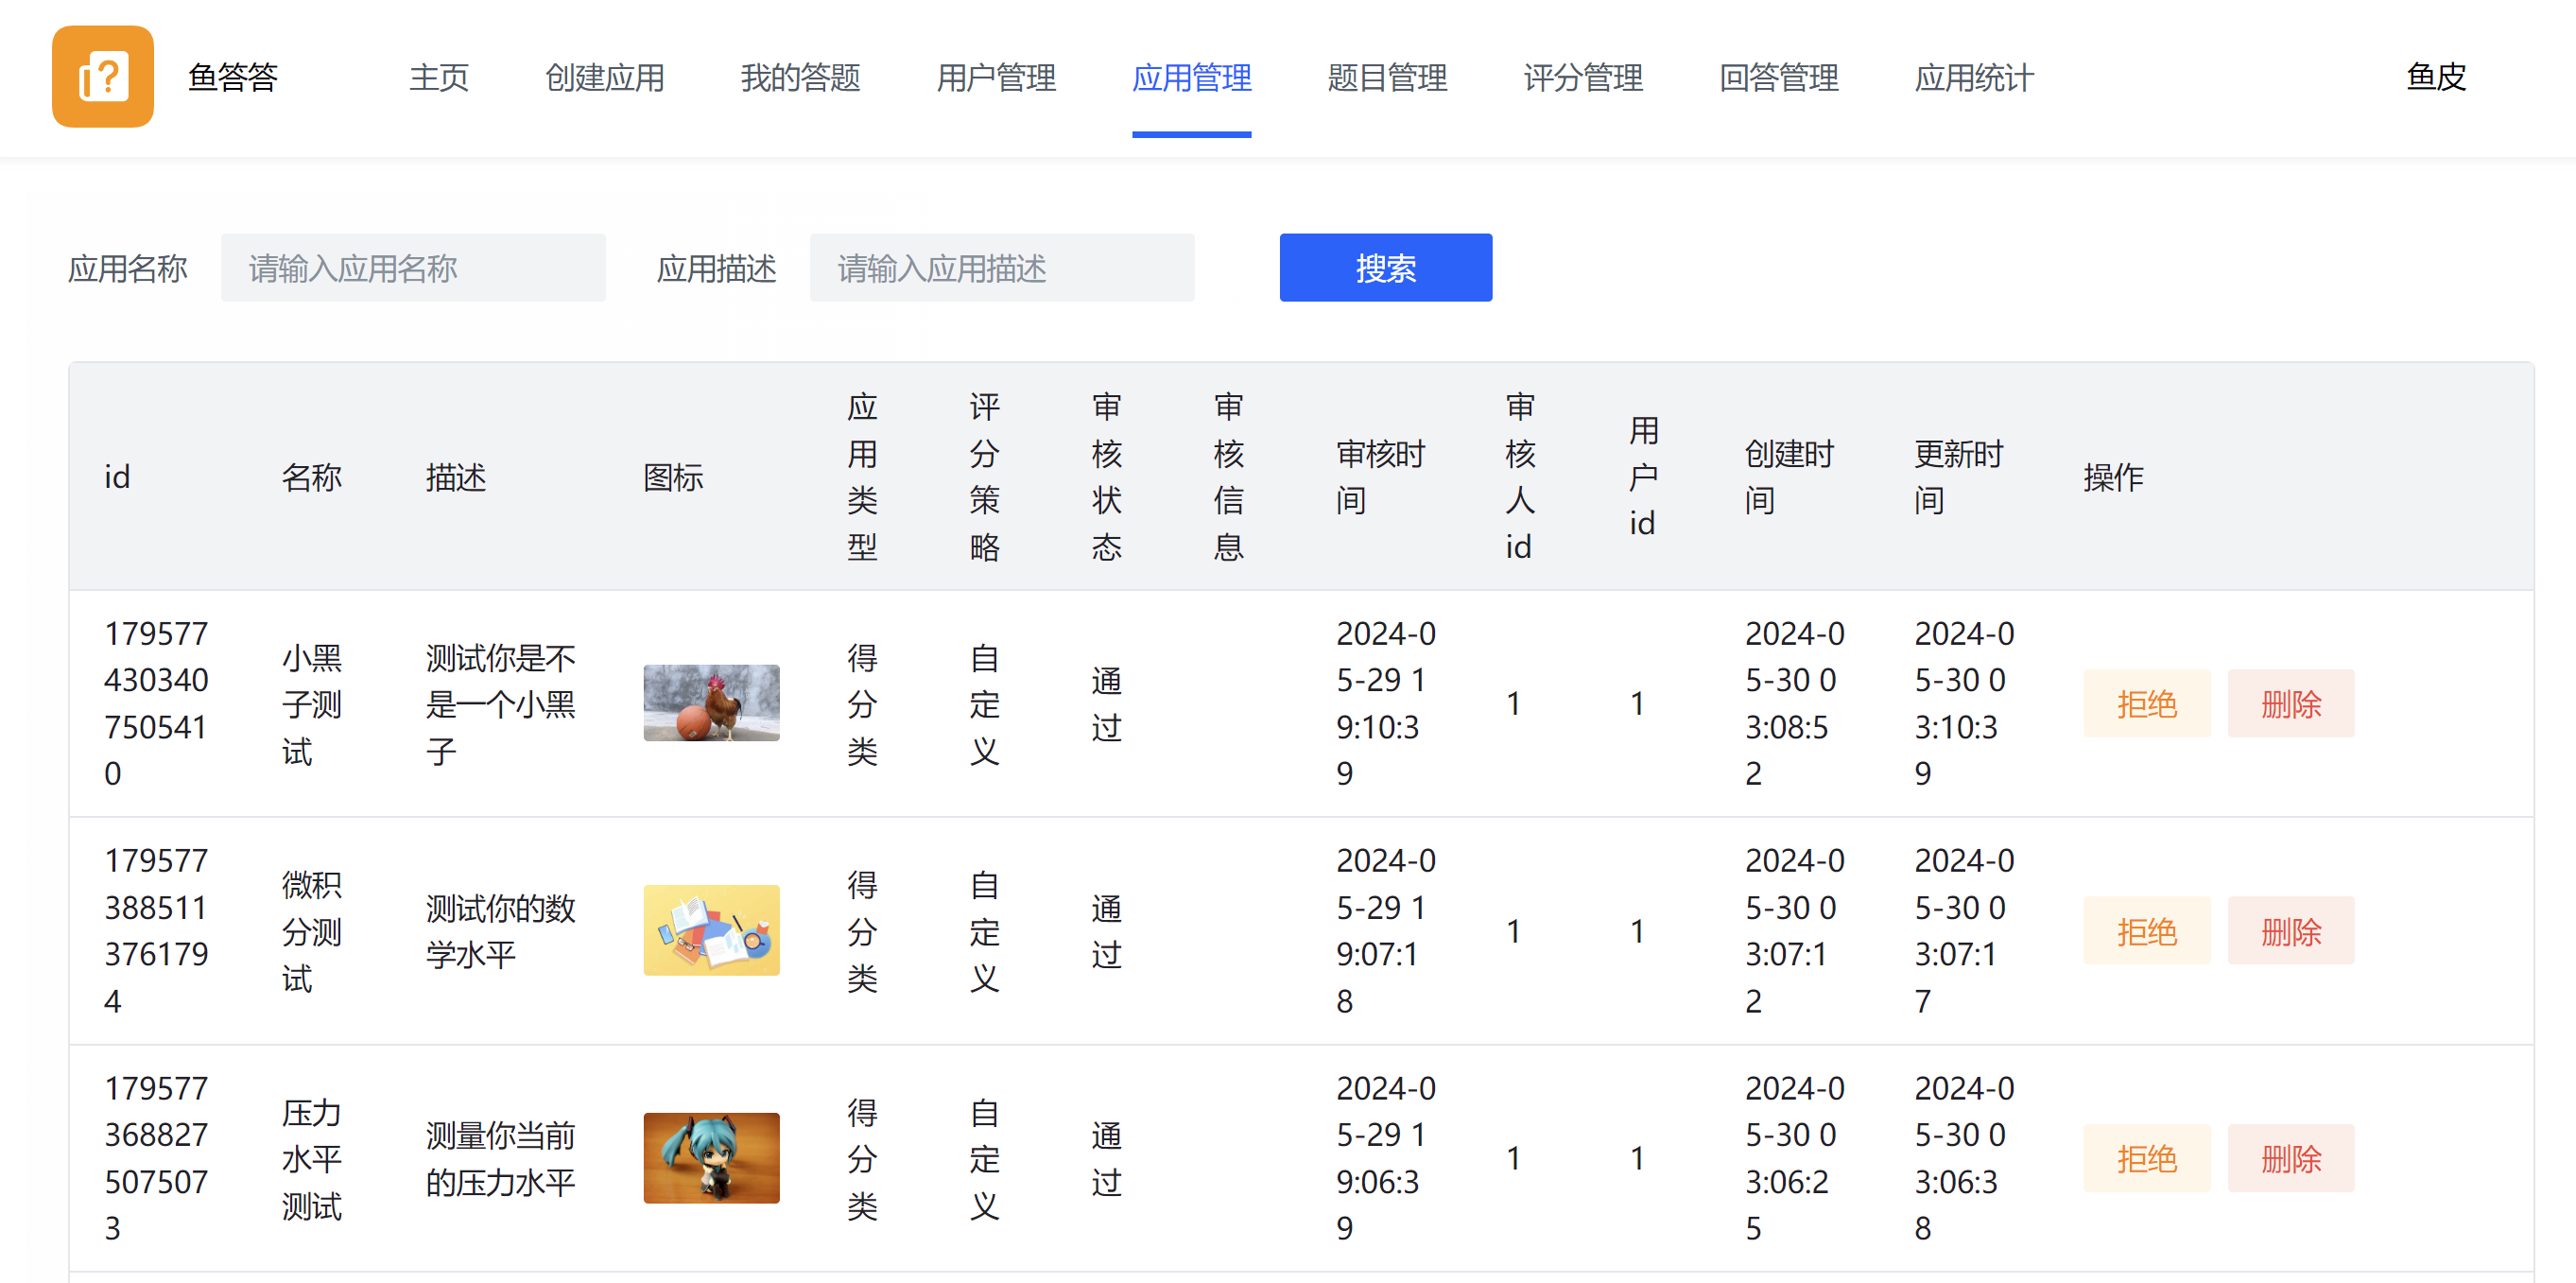 鱼答答 主页 创建应用 我的答题 用户管理 应用管理 题目管理 评分管理 回答管理 应用统计 鱼皮
应用名称 请输入应用名称 应用描述 请输入应用描述 搜索
id
名称
描述
图标
应
用
类
型
评
分
策
略
审
核
状
态
审
核
信
息
审核时
间
审
核
人
id
用
户
id
创建时
间
更新时
间
操作
179577
430340
750541
0
小黑
子测
试
测试你是不
是一个小黑
子
得
分
类
自
定
义
通
过
2024-0
5-29 1
9:10:3
9
1
1
2024-0
5-30 0
3:08:5
2
2024-0
5-30 0
3:10:3
9
拒绝
删除
179577
388511
376179
4
微积
分测
试
测试你的数
学水平
得
分
类
自
定
义
通
过
2024-0
5-29 1
9:07:1
8
1
1
2024-0
5-30 0
3:07:1
2
2024-0
5-30 0
3:07:1
7
拒绝
删除
179577
368827
507507
3
压力
水平
测试
测量你当前
的压力水平
得
分
类
自
定
义
通
过
2024-0
5-29 1
9:06:3
9
1
1
2024-0
5-30 0
3:06:2
5
2024-0
5-30 0
3:06:3
8
拒绝
删除